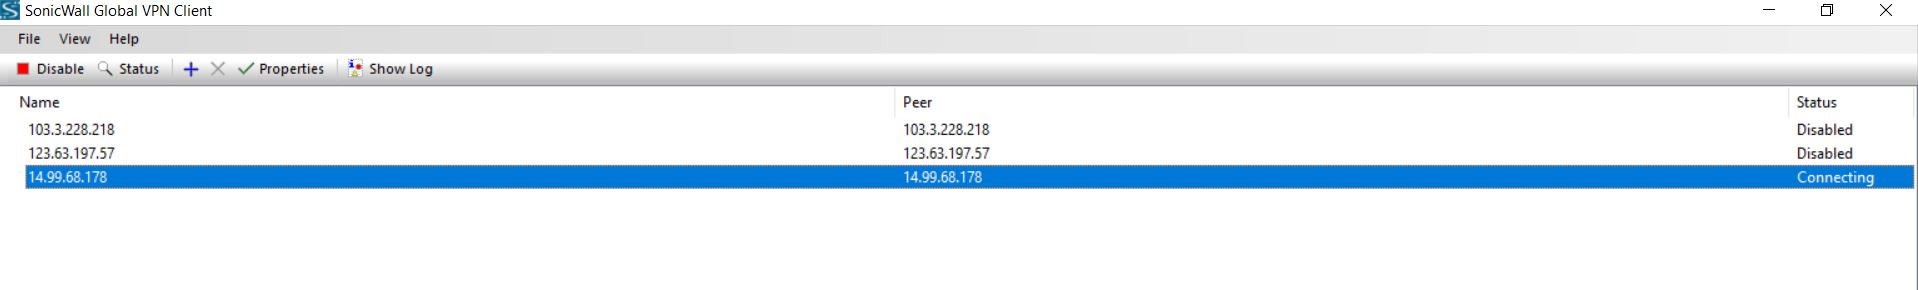 SonicWall Global VPN Client
File View Help
Disable Status Properties Show Log
Name Peer Status
103.3.228.218 103.3.228.218 Disabled
123.63.197.57 123.63.197.57 Disabled
14.99.68.178 14.99.68.178 Connecting